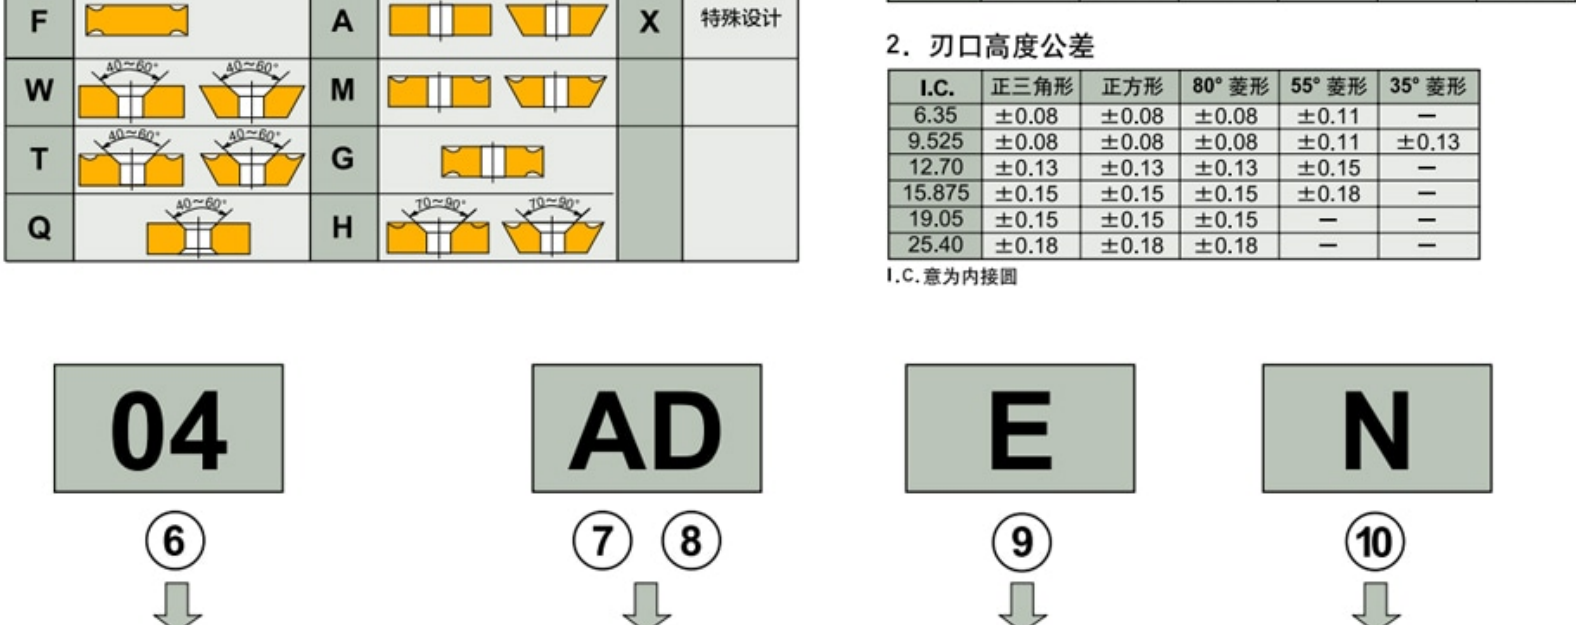 F A X 特殊设计
W 40~60° 40~60° M
T 40~60° 40~60° G
Q 40~60° H 70~90° 70~90°
2. 刃口高度公差
I.C. 正三角形 正方形 80° 菱形 55° 菱形 35° 菱形
6.35 ±0.08 ±0.08 ±0.08 ±0.11 —
9.525 ±0.08 ±0.08 ±0.08 ±0.11 ±0.13
12.70 ±0.13 ±0.13 ±0.13 ±0.15 —
15.875 ±0.15 ±0.15 ±0.15 ±0.18 —
19.05 ±0.15 ±0.15 ±0.15 — —
25.40 ±0.18 ±0.18 ±0.18 — —
I.C.意为内接圆
04 AD E N
⑥ ⑦ ⑧ ⑨ ⑩